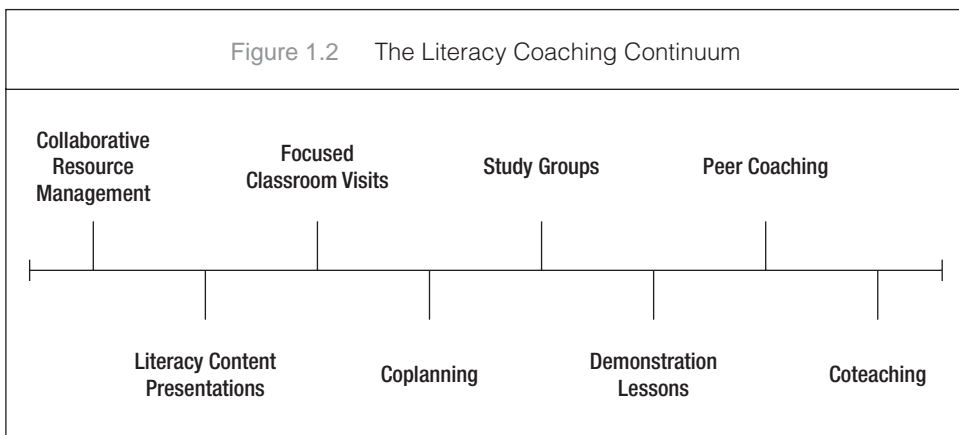 Figure 1.2 The Literacy Coaching Continuum
Collaborative
Resource
Management
Focused
Classroom Visits
Study Groups
Peer Coaching
Literacy Content
Presentations
Coplanning
Demonstration
Lessons
Coteaching